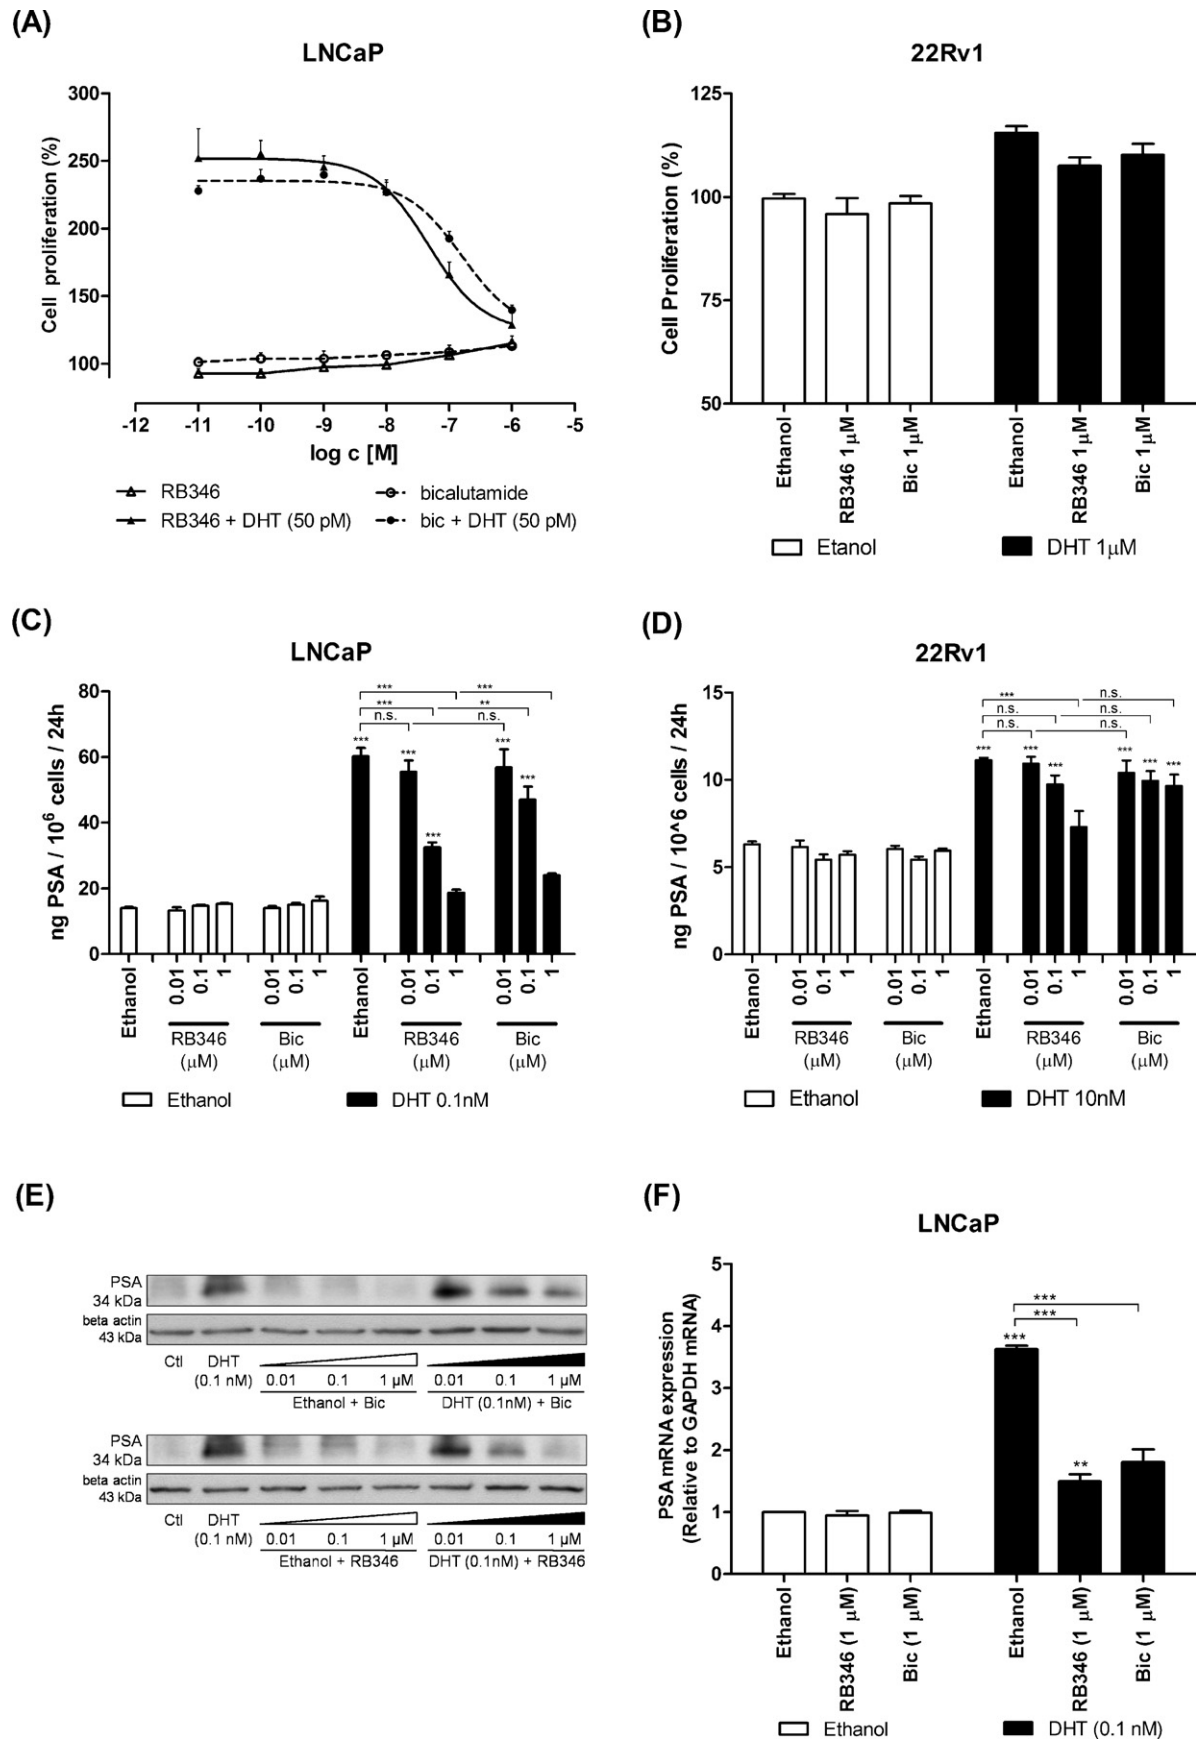 (A)
LNCaP
Cell proliferation (%)
300
250
200
150
100
-12 -11 -10 -9 -8 -7 -6 -5
log c [M]
RB346
bicalutamide
RB346 + DHT (50 pM)
bic + DHT (50 pM)
(B)
22Rv1
Cell Proliferation (%)
125
100
75
50
Ethanol
RB346 1μM
Bic 1μM
Ethanol
RB346 1μM
Bic 1μM
Etanol
DHT 1μM
(C)
LNCaP
ng PSA / 10⁶ cells / 24h
80
60
40
20
0
*** ***
*** **
n.s. n.s.
*** *** *** *** ***
Ethanol 0.01 0.1 1 0.01 0.1 1 Ethanol 0.01 0.1 1 0.01 0.1 1
RB346 Bic RB346 Bic
(μM) (μM) (μM) (μM)
Ethanol
DHT 0.1nM
(D)
22Rv1
ng PSA / 10^6 cells / 24h
15
10
5
0
*** n.s.
n.s. n.s.
n.s. n.s.
*** *** *** *** *** ***
Ethanol 0.01 0.1 1 0.01 0.1 1 Ethanol 0.01 0.1 1 0.01 0.1 1
RB346 Bic RB346 Bic
(μM) (μM) (μM) (μM)
Ethanol
DHT 10nM
(E)
PSA
34 kDa
beta actin
43 kDa
Ctl DHT
(0.1 nM) 0.01 0.1 1 μM 0.01 0.1 1 μM
Ethanol + Bic DHT (0.1nM) + Bic
PSA
34 kDa
beta actin
43 kDa
Ctl DHT
(0.1 nM) 0.01 0.1 1 μM 0.01 0.1 1 μM
Ethanol + RB346 DHT (0.1nM) + RB346
(F)
LNCaP
PSA mRNA expression
(Relative to GAPDH mRNA)
5
4
3
2
1
0
***
***
***
**
Ethanol
RB346 (1 μM)
Bic (1 μM)
Ethanol
RB346 (1 μM)
Bic (1 μM)
Ethanol
DHT (0.1 nM)